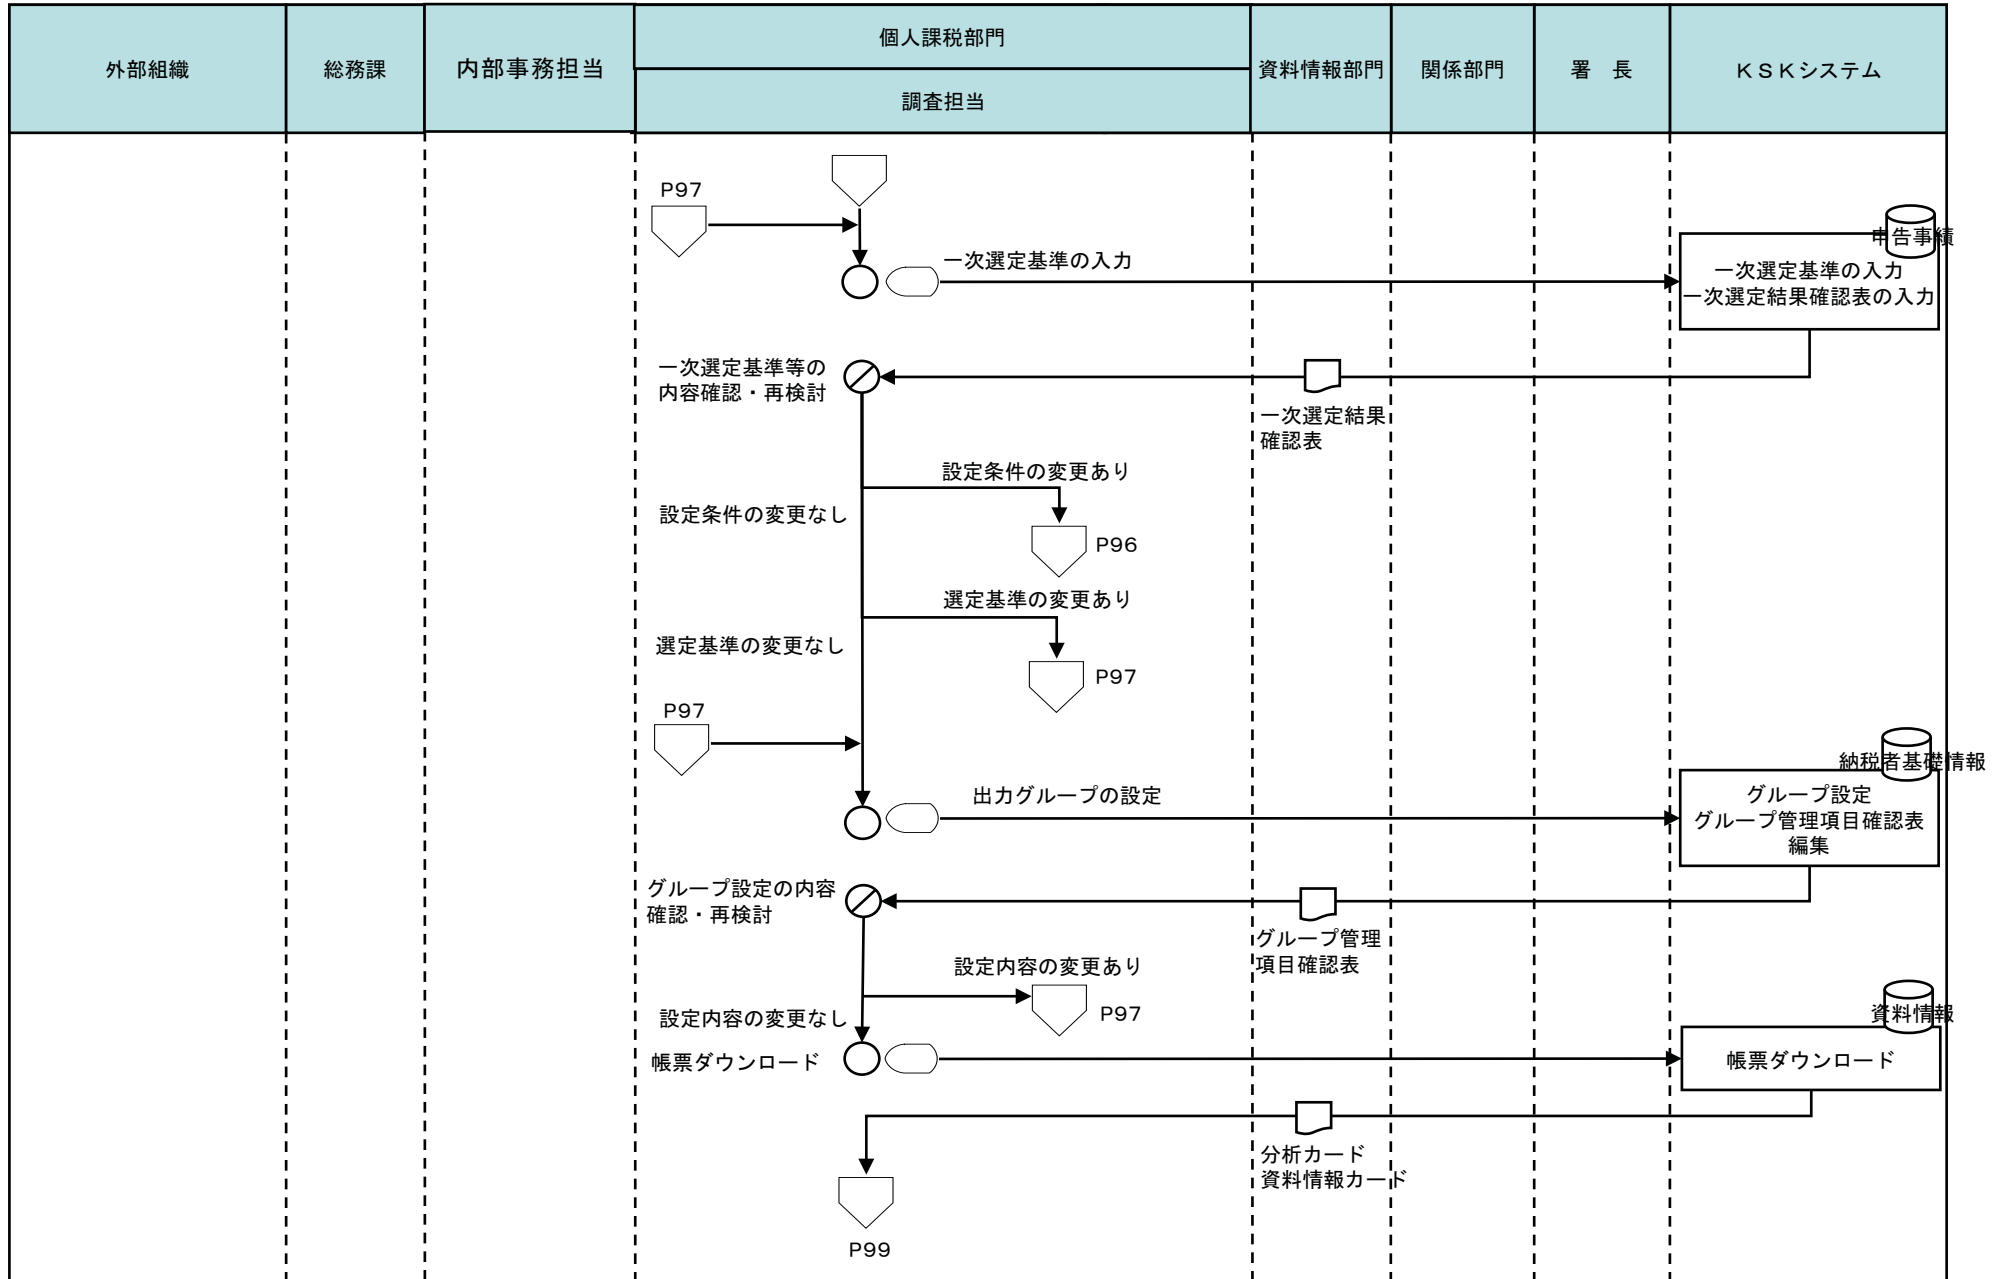 外部組織
総務課
内部事務担当
個人課税部門
調査担当
資料情報部門
関係部門
署　長
ＫＳＫシステム
P97
申告事績
一次選定基準の入力
一次選定基準の入力
一次選定結果確認表の入力
一次選定基準等の
内容確認・再検討
一次選定結果
確認表
設定条件の変更あり
設定条件の変更なし
P96
選定基準の変更あり
選定基準の変更なし
P97
P97
納税者基礎情報
出力グループの設定
グループ設定
グループ管理項目確認表
編集
グループ設定の内容
確認・再検討
グループ管理
項目確認表
設定内容の変更あり
P97
設定内容の変更なし
資料情報
帳票ダウンロード
帳票ダウンロード
分析カード
資料情報カード
P99